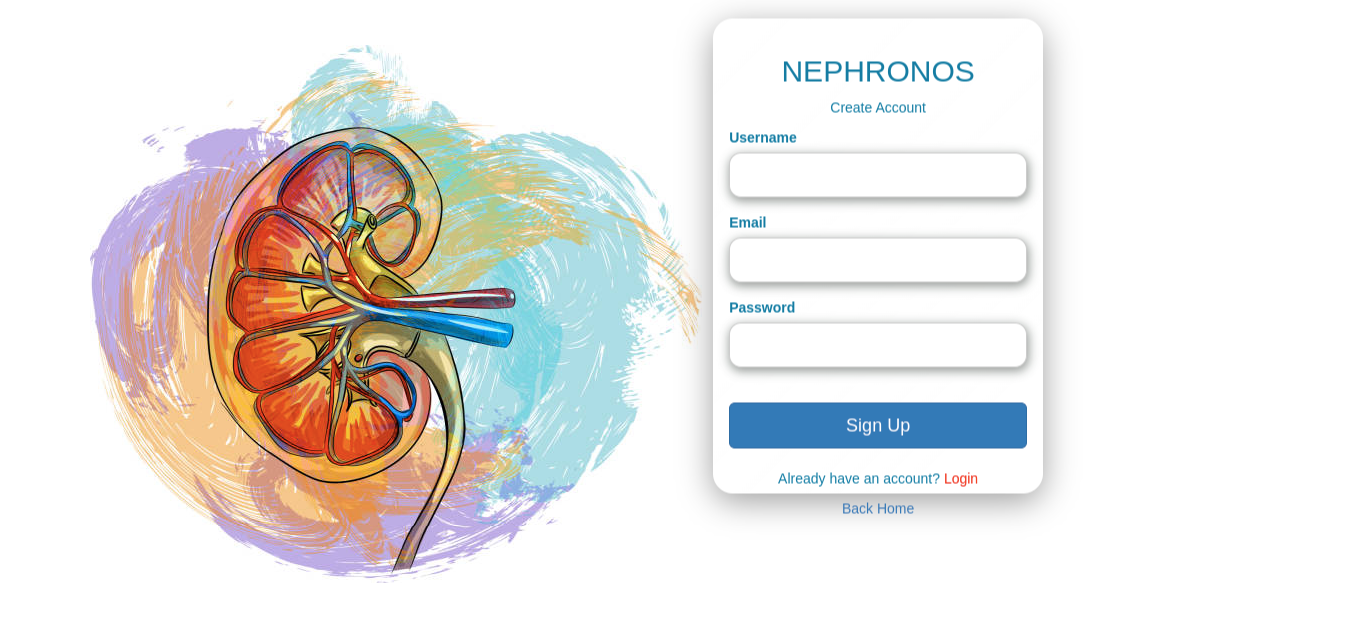 NEPHRONOS
Create Account
Username
Email
Password
Sign Up
Already have an account? Login
Back Home